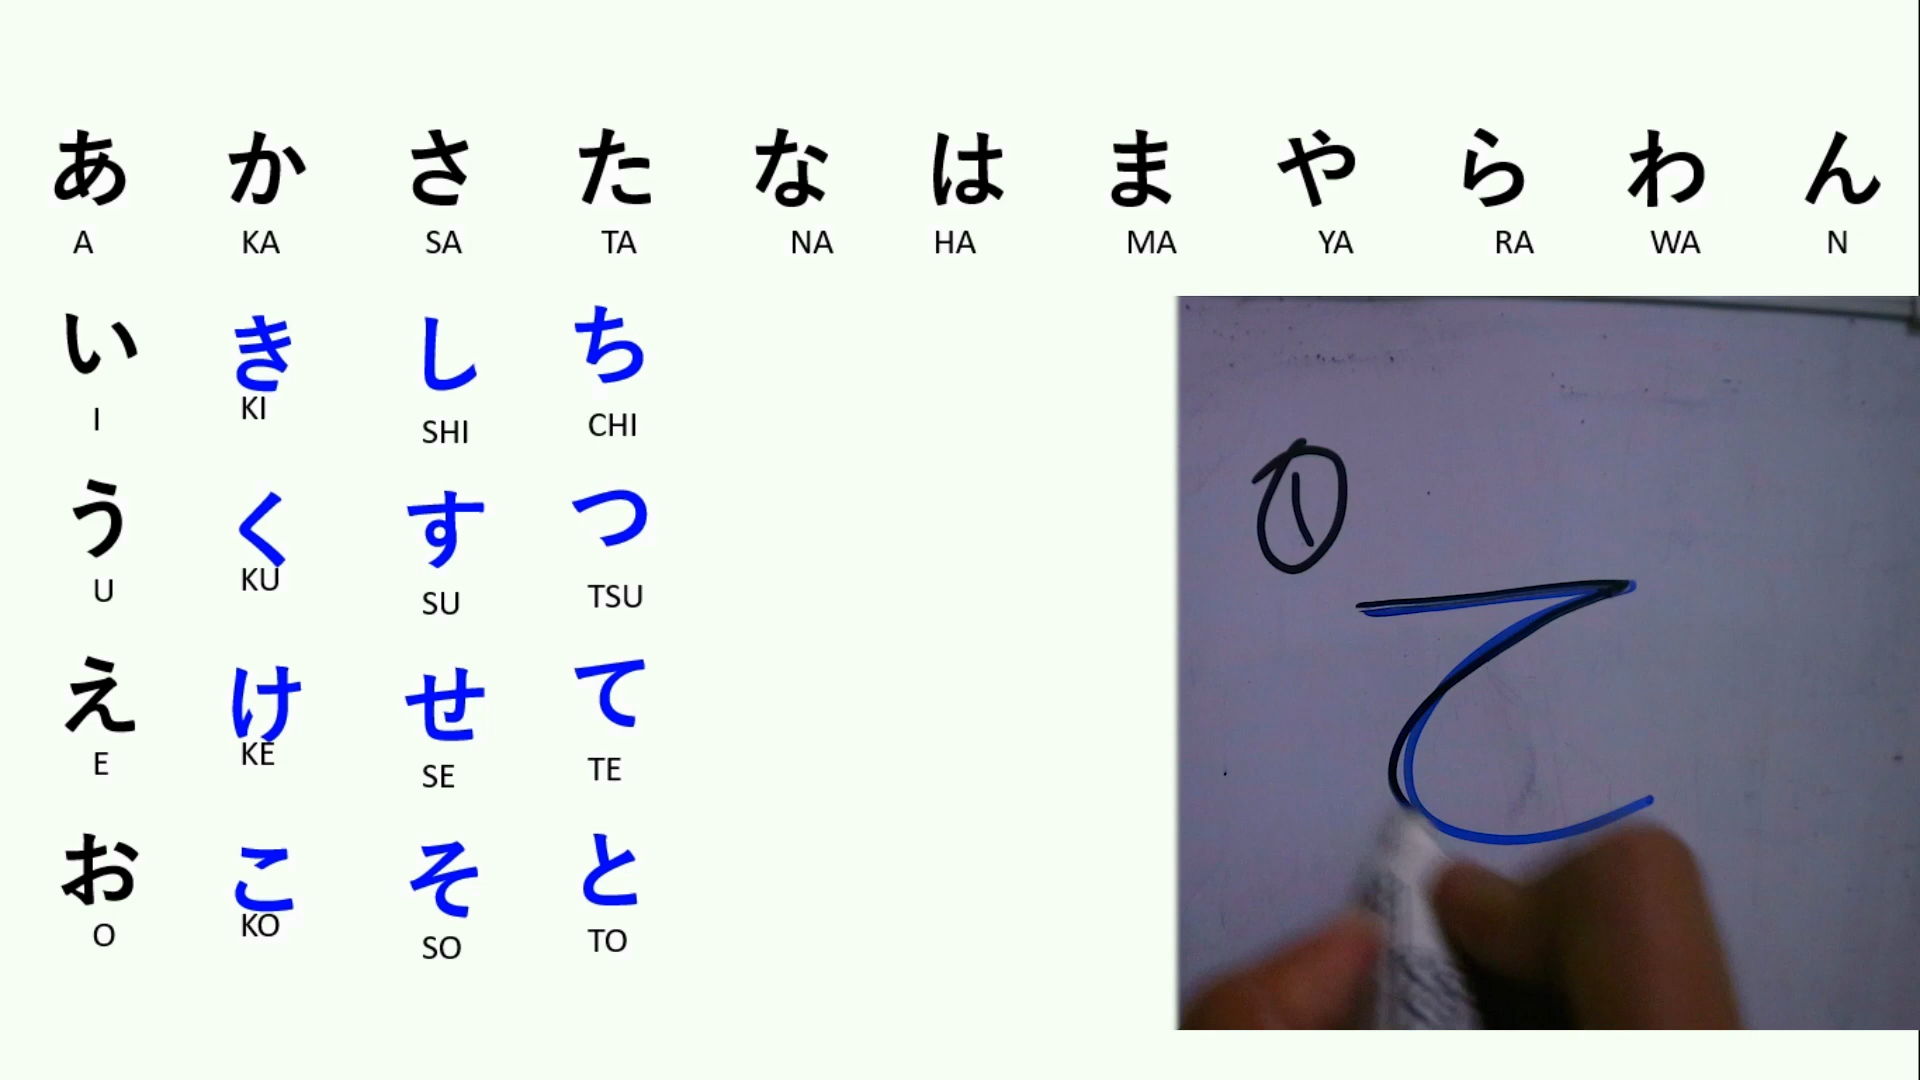 あ か さ た な は ま や ら わ ん
A KA SA TA NA HA MA YA RA WA N
い き し ち
I KI SHI CHI
①
う く す つ
U KU SU TSU
て
え け せ て
E KE SE TE
お こ そ と
O KO SO TO